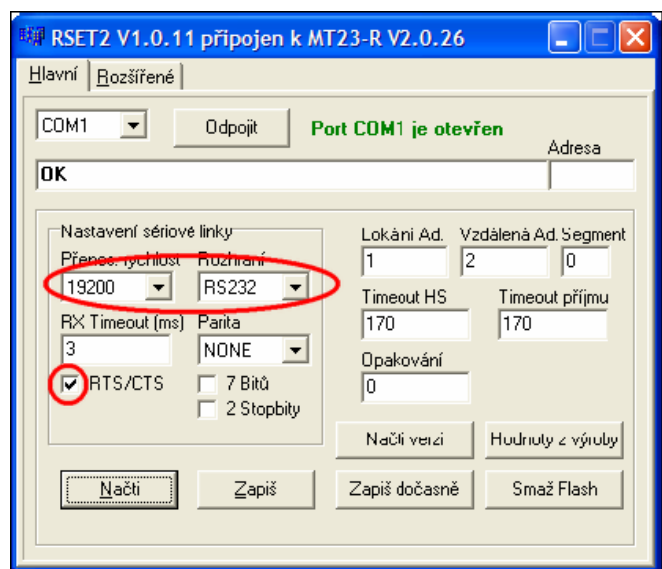 RSET2 V1.0.11 připojen k MT23-R V2.0.26
Hlavní Rozšířené
COM1 Odpojit Port COM1 je otevřen
Adresa
OK
Nastavení sériové linky
Přenos. rychlost Rozhraní
19200 RS232
RX Timeout (ms) Parita
3 NONE
RTS/CTS 7 Bitů
2 Stopbity
Lokání Ad. Vzdálená Ad. Segment
1 2 0
Timeout HS Timeout příjmu
170 170
Opakování
0
Načti verzi Hodnoty z výroby
Načti Zapiš Zapiš dočasně Smaž Flash